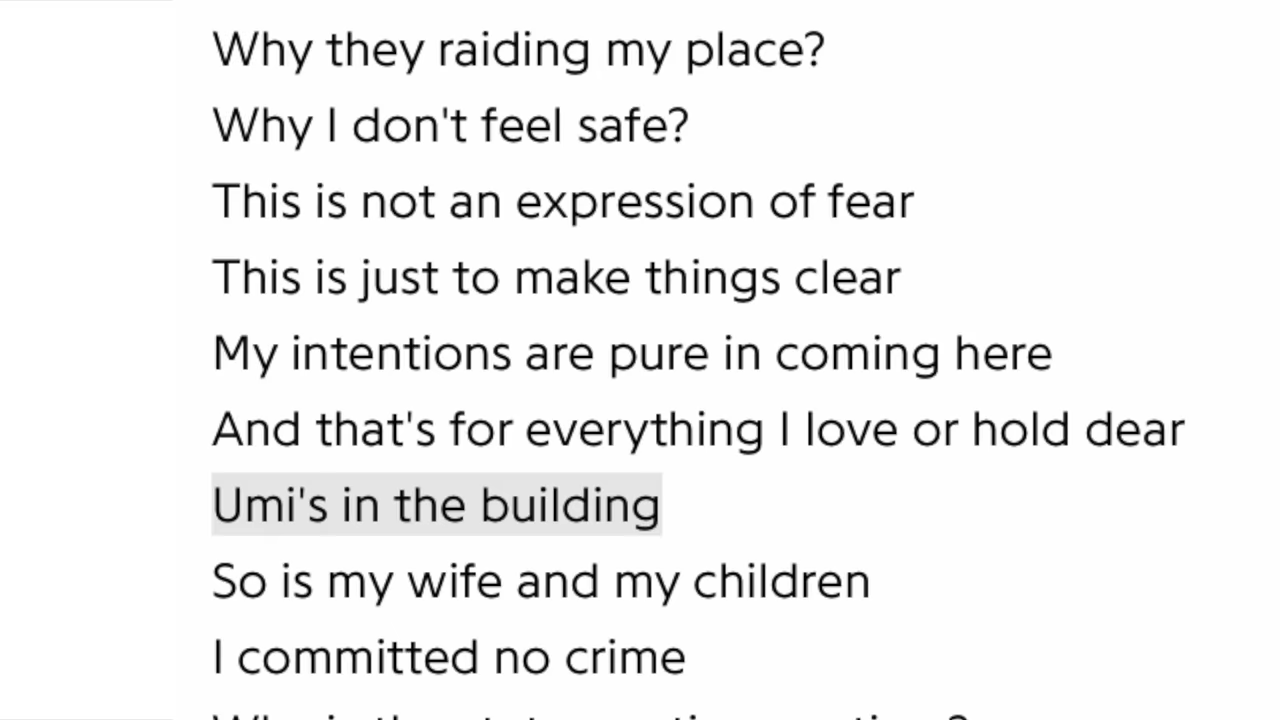 Why they raiding my place?
Why I don't feel safe?
This is not an expression of fear
This is just to make things clear
My intentions are pure in coming here
And that's for everything I love or hold dear
Umi's in the building
So is my wife and my children
I committed no crime